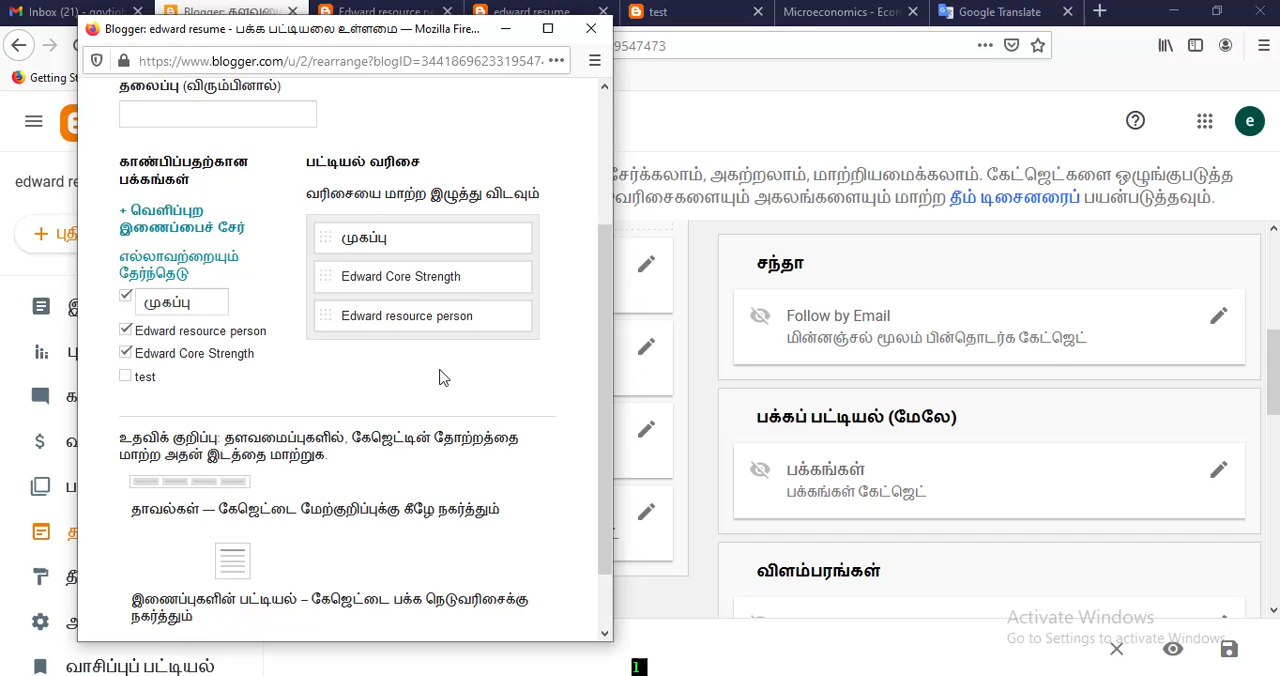 Inbox (21) - govtjol
Blogger: தளவமை
Edward resource pe
edward resume
test
Microeconomics - Econ
Google Translate
Blogger: edward resume - பக்க பட்டியலை உள்ளமை — Mozilla Fire...
https://www.blogger.com/u/2/rearrange?blogID=34418696233195474
9547473
Getting St
தலைப்பு (விரும்பினால்)
காண்பிப்பதற்கான
பக்கங்கள்
+ வெளிப்புற
இணைப்பைச் சேர்
எல்லாவற்றையும்
தேர்ந்தெடு
முகப்பு
Edward resource person
Edward Core Strength
test
பட்டியல் வரிசை
வரிசையை மாற்ற இழுத்து விடவும்
முகப்பு
Edward Core Strength
Edward resource person
உதவிக் குறிப்பு: தளவமைப்புகளில், கேஜெட்டின் தோற்றத்தை
மாற்ற அதன் இடத்தை மாற்றுக.
தாவல்கள் — கேஜெட்டை மேற்குறிப்புக்கு கீழே நகர்த்தும்
இணைப்புகளின் பட்டியல் – கேஜெட்டை பக்க நெடுவரிசைக்கு
நகர்த்தும்
edward re
+ புதி
வாசிப்புப் பட்டியல்
e
சேர்க்கலாம், அகற்றலாம், மாற்றியமைக்கலாம். கேட்ஜெட்களை ஒழுங்குபடுத்த
வரிசைகளையும் அகலங்களையும் மாற்ற தீம் டிசைனரைப் பயன்படுத்தவும்.
சந்தா
Follow by Email
மின்னஞ்சல் மூலம் பின்தொடர்க கேட்ஜெட்
பக்கப் பட்டியல் (மேலே)
பக்கங்கள்
பக்கங்கள் கேட்ஜெட்
விளம்பரங்கள்
Activate Windows
Go to Settings to activate Windows.
1